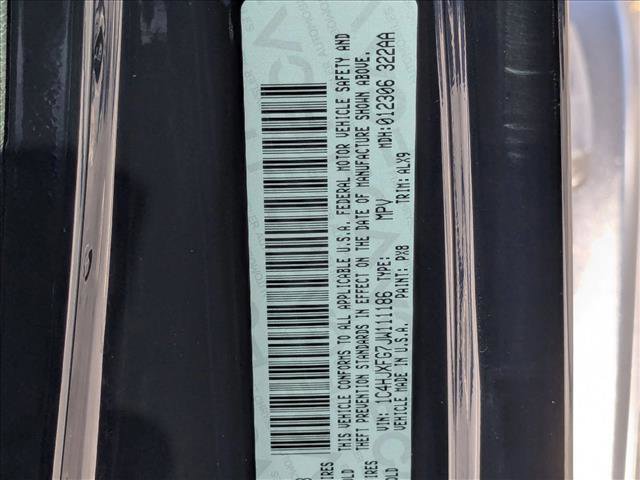 THIS VEHICLE CONFORMS TO ALL APPLICABLE U.S.A. FEDERAL MOTOR VEHICLE SAFETY AND
THEFT PREVENTION STANDARDS IN EFFECT ON THE DATE OF MANUFACTURE SHOWN ABOVE.
VIN: 1C4HJXFG7JW111186 TYPE: MPV MDH: 012306 322AA
VEHICLE MADE IN U.S.A. PAINT: PX8 TRIM: ALX9